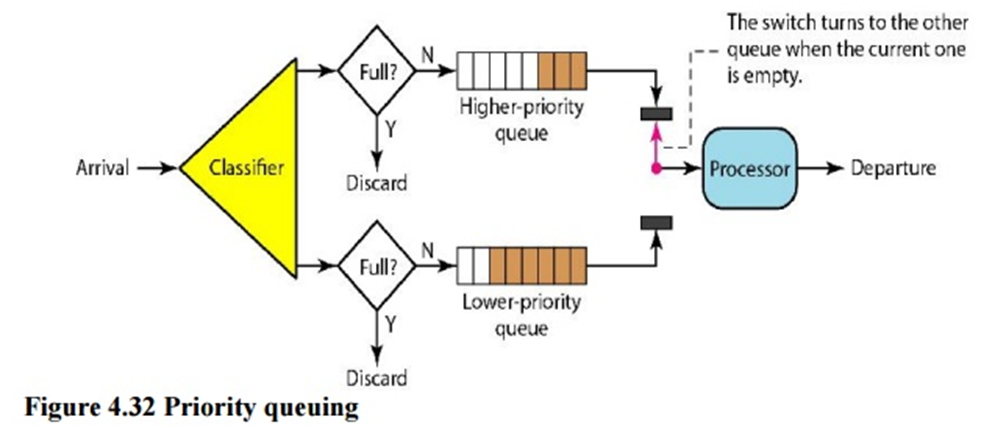 The switch turns to the other
queue when the current one
is empty.
Full?
N
Higher-priority
queue
Y
Discard
Arrival
Classifier
Processor
Departure
Full?
N
Lower-priority
queue
Y
Discard
Figure 4.32 Priority queuing